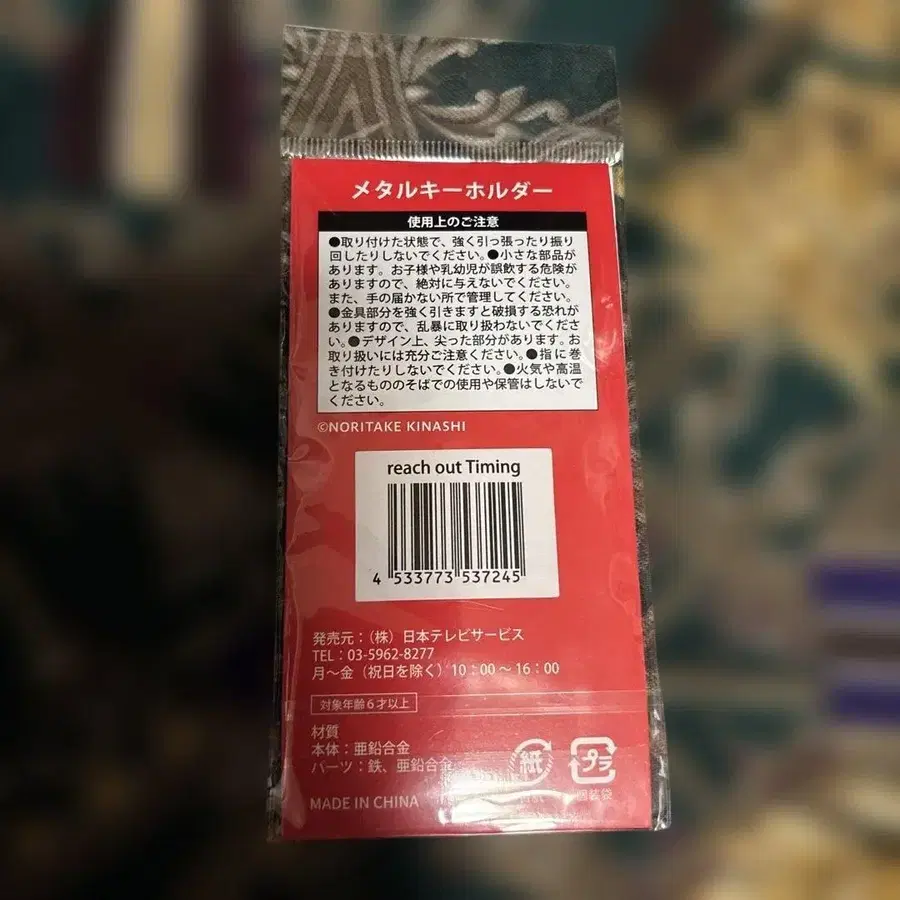 メタルキーホルダー
使用上のご注意
●取り付けた状態で、強く引っ張ったり振り
回したりしないでください。●小さな部品が
あります。お子様や乳幼児が誤飲する危険が
ありますので、絶対に与えないでください。
また、手の届かない所で管理してください。
●金具部分を強く引きますと破損する恐れが
ありますので、乱暴に取り扱わないでくださ
い。●デザイン上、尖った部分があります。お
取り扱いには充分ご注意ください。●指に巻
き付けたりしないでください。●火気や高温
となるもののそばでの使用や保管はしないで
ください。
©NORITAKE KINASHI
reach out Timing
4 533773 537245
発売元：（株）日本テレビサービス
TEL：03-5962-8277
月～金（祝日を除く）10：00～16：00
対象年齢6才以上
材質
本体：亜鉛合金
パーツ：鉄、亜鉛合金
紙
プラ
個装袋
MADE IN CHINA